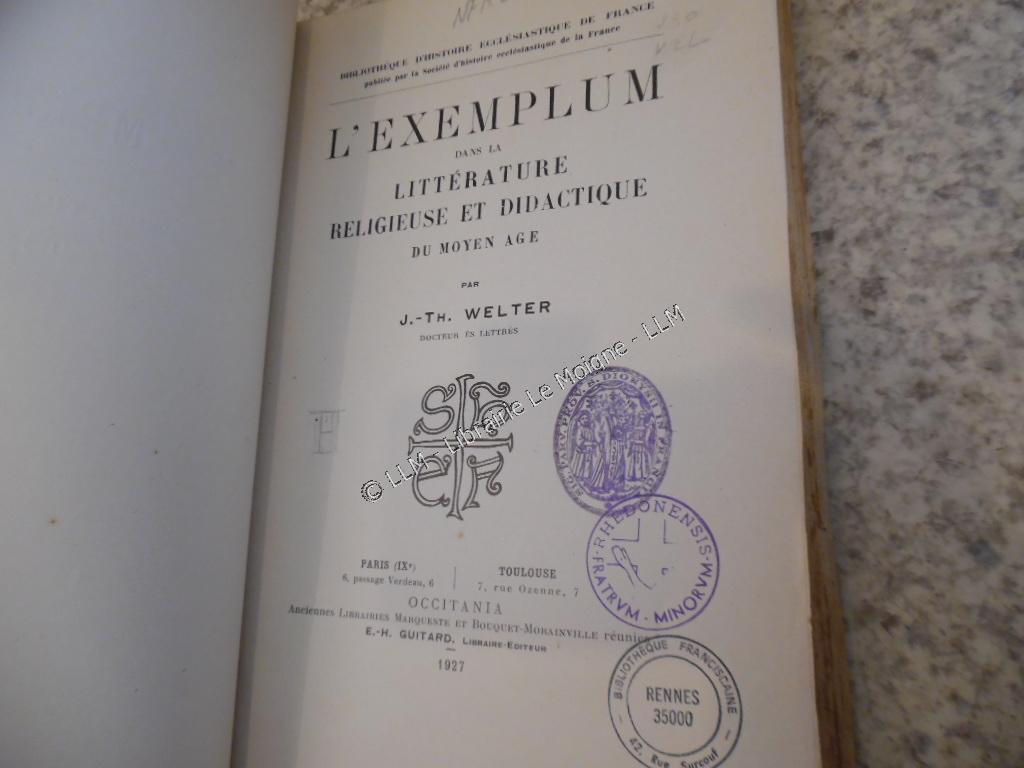 BIBLIOTHÈQUE D'HISTOIRE ECCLÉSIASTIQUE DE FRANCE
publiée par la Société d'histoire ecclésiastique de la France
L'EXEMPLUM
DANS LA
LITTÉRATURE
RELIGIEUSE ET DIDACTIQUE
DU MOYEN AGE
PAR
J.-TH. WELTER
DOCTEUR ÈS LETTRES
© LLM - Librairie Le Moigne - LLM
RHEDONENSIS
FRATRVM - MINORVM
PARIS (IXe)
6, passage Verdeau, 6
TOULOUSE
7, rue Ozenne, 7
OCCITANIA
ANCIENNES LIBRAIRIES MARQUESTE ET BOUQUET-MORAINVILLE réunies
E.-H. GUITARD, LIBRAIRE-ÉDITEUR
1927
BIBLIOTHÈQUE FRANCISCAINE
RENNES
35000
42, Rue Surcouf